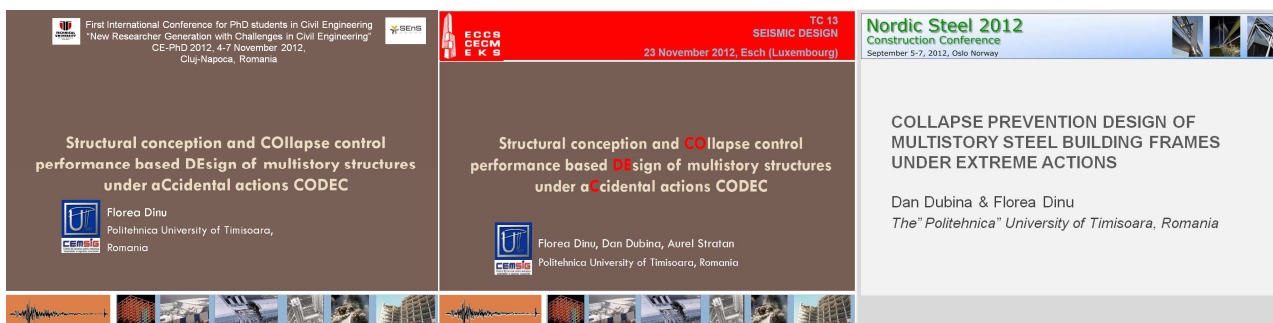 First International Conference for PhD students in Civil Engineering
"New Researcher Generation with Challenges in Civil Engineering"
CE-PhD 2012, 4-7 November 2012,
Cluj-Napoca, Romania
SEnS
Structural conception and COllapse control
performance based DEsign of multistory structures
under aCcidental actions CODEC
Florea Dinu
Politehnica University of Timisoara,
Romania
CEMSIG
ECCS
CECM
EKS
TC 13
SEISMIC DESIGN
23 November 2012, Esch (Luxembourg)
Structural conception and COllapse control
performance based DEsign of multistory structures
under aCcidental actions CODEC
Florea Dinu, Dan Dubina, Aurel Stratan
Politehnica University of Timisoara, Romania
CEMSIG
Nordic Steel 2012
Construction Conference
September 5-7, 2012, Oslo Norway
COLLAPSE PREVENTION DESIGN OF
MULTISTORY STEEL BUILDING FRAMES
UNDER EXTREME ACTIONS
Dan Dubina & Florea Dinu
The" Politehnica" University of Timisoara, Romania